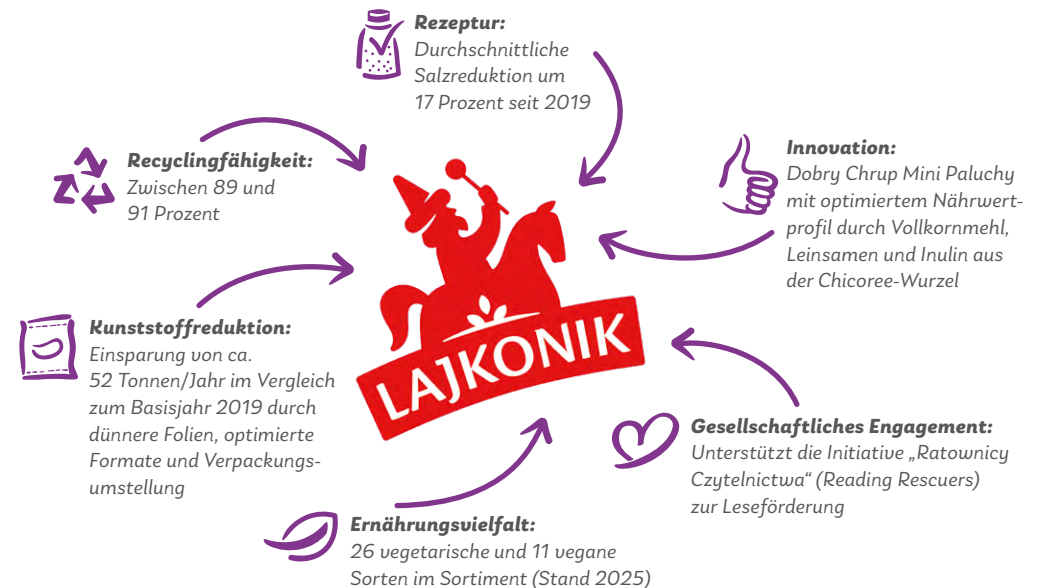 Rezeptur:
Durchschnittliche
Salzreduktion um
17 Prozent seit 2019
Recyclingfähigkeit:
Zwischen 89 und
91 Prozent
Innovation:
Dobry Chrup Mini Paluchy
mit optimiertem Nährwert-
profil durch Vollkornmehl,
Leinsamen und Inulin aus
der Chicoree-Wurzel
Kunststoffreduktion:
Einsparung von ca.
52 Tonnen/Jahr im Vergleich
zum Basisjahr 2019 durch
dünnere Folien, optimierte
Formate und Verpackungs-
umstellung
LAJKONIK
Gesellschaftliches Engagement:
Unterstützt die Initiative „Ratownicy
Czytelnictwa“ (Reading Rescuers)
zur Leseförderung
Ernährungsvielfalt:
26 vegetarische und 11 vegane
Sorten im Sortiment (Stand 2025)